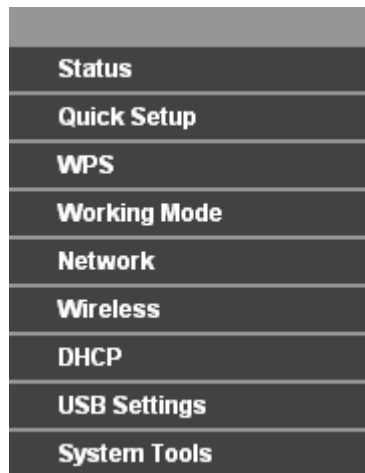 Status
Quick Setup
WPS
Working Mode
Network
Wireless
DHCP
USB Settings
System Tools